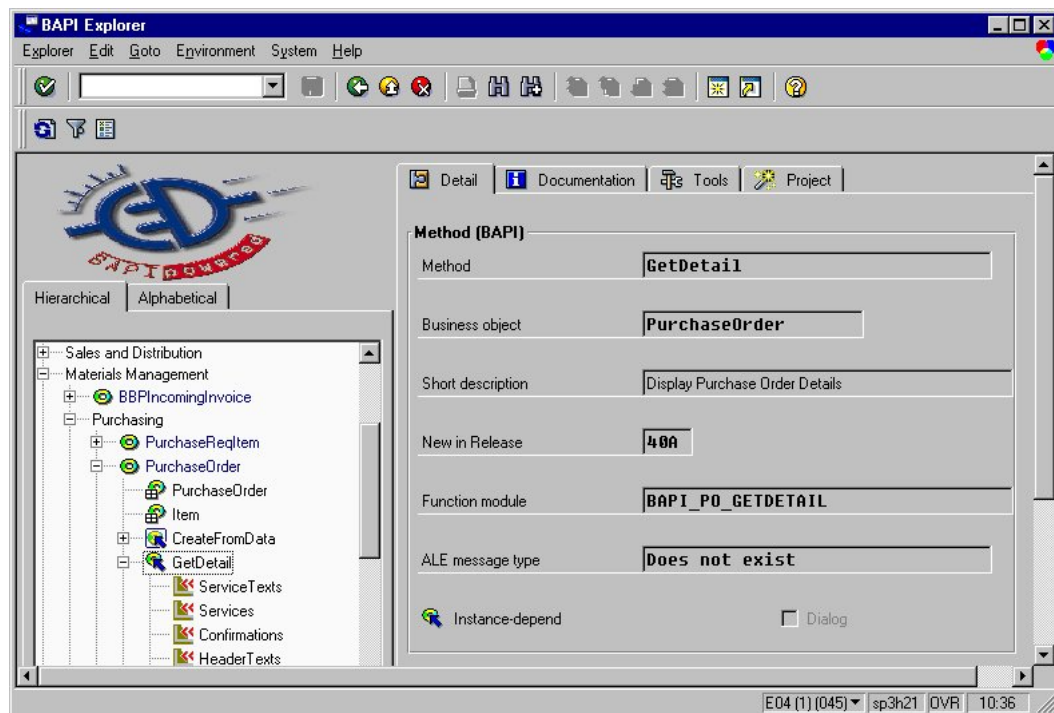 BAPI Explorer
Explorer Edit Goto Environment System Help
Detail Documentation Tools Project
BAPI powered
Hierarchical Alphabetical
Method (BAPI)
Method GetDetail
Business object PurchaseOrder
Short description Display Purchase Order Details
New in Release 40A
Function module BAPI_PO_GETDETAIL
ALE message type Does not exist
Instance-depend Dialog
Sales and Distribution
Materials Management
BBPIncomingInvoice
Purchasing
PurchaseReqItem
PurchaseOrder
PurchaseOrder
Item
CreateFromData
GetDetail
ServiceTexts
Services
Confirmations
HeaderTexts
E04 (1) (045) sp3h21 OVR 10:36